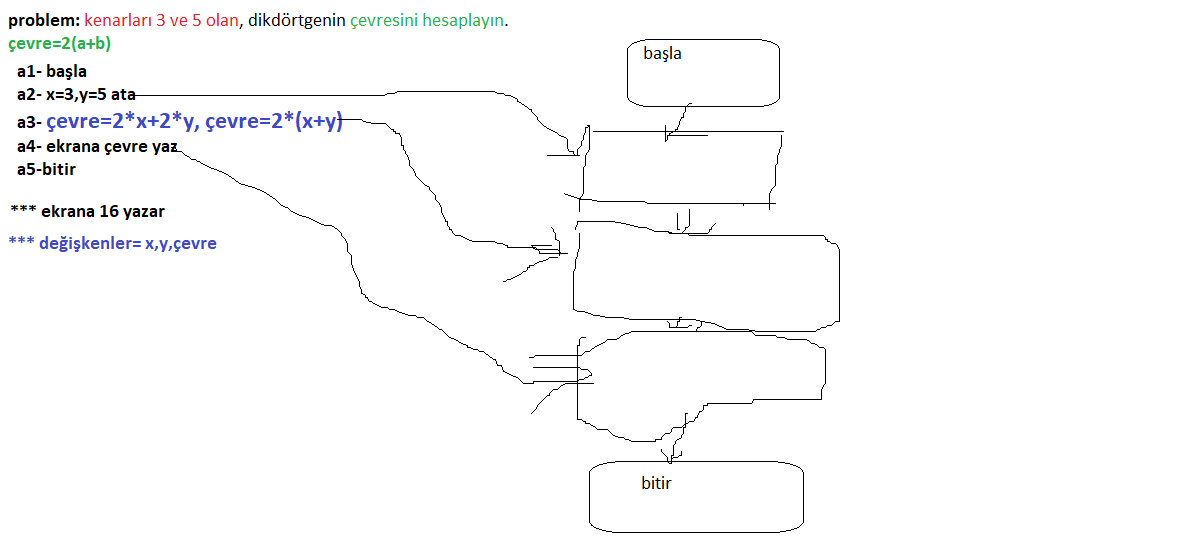 problem: kenarları 3 ve 5 olan, dikdörtgenin çevresini hesaplayın.
çevre=2(a+b)
a1- başla
a2- x=3,y=5 ata
a3- çevre=2*x+2*y, çevre=2*(x+y)
a4- ekrana çevre yaz
a5-bitir
*** ekrana 16 yazar
*** değişkenler= x,y,çevre
başla
bitir